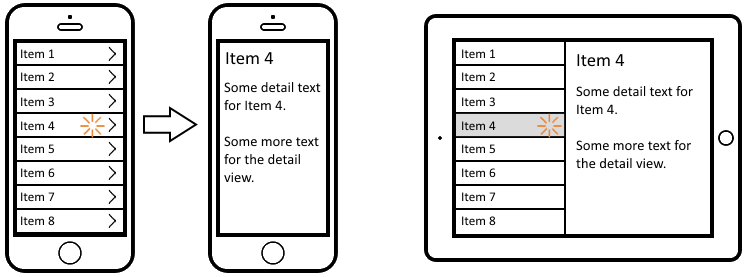 Item 1
Item 2
Item 3
Item 4
Item 5
Item 6
Item 7
Item 8
Item 4
Some detail text
for Item 4.
Some more text
for the detail
view.
Item 1
Item 2
Item 3
Item 4
Item 5
Item 6
Item 7
Item 8
Item 4
Some detail text for
Item 4.
Some more text for
the detail view.